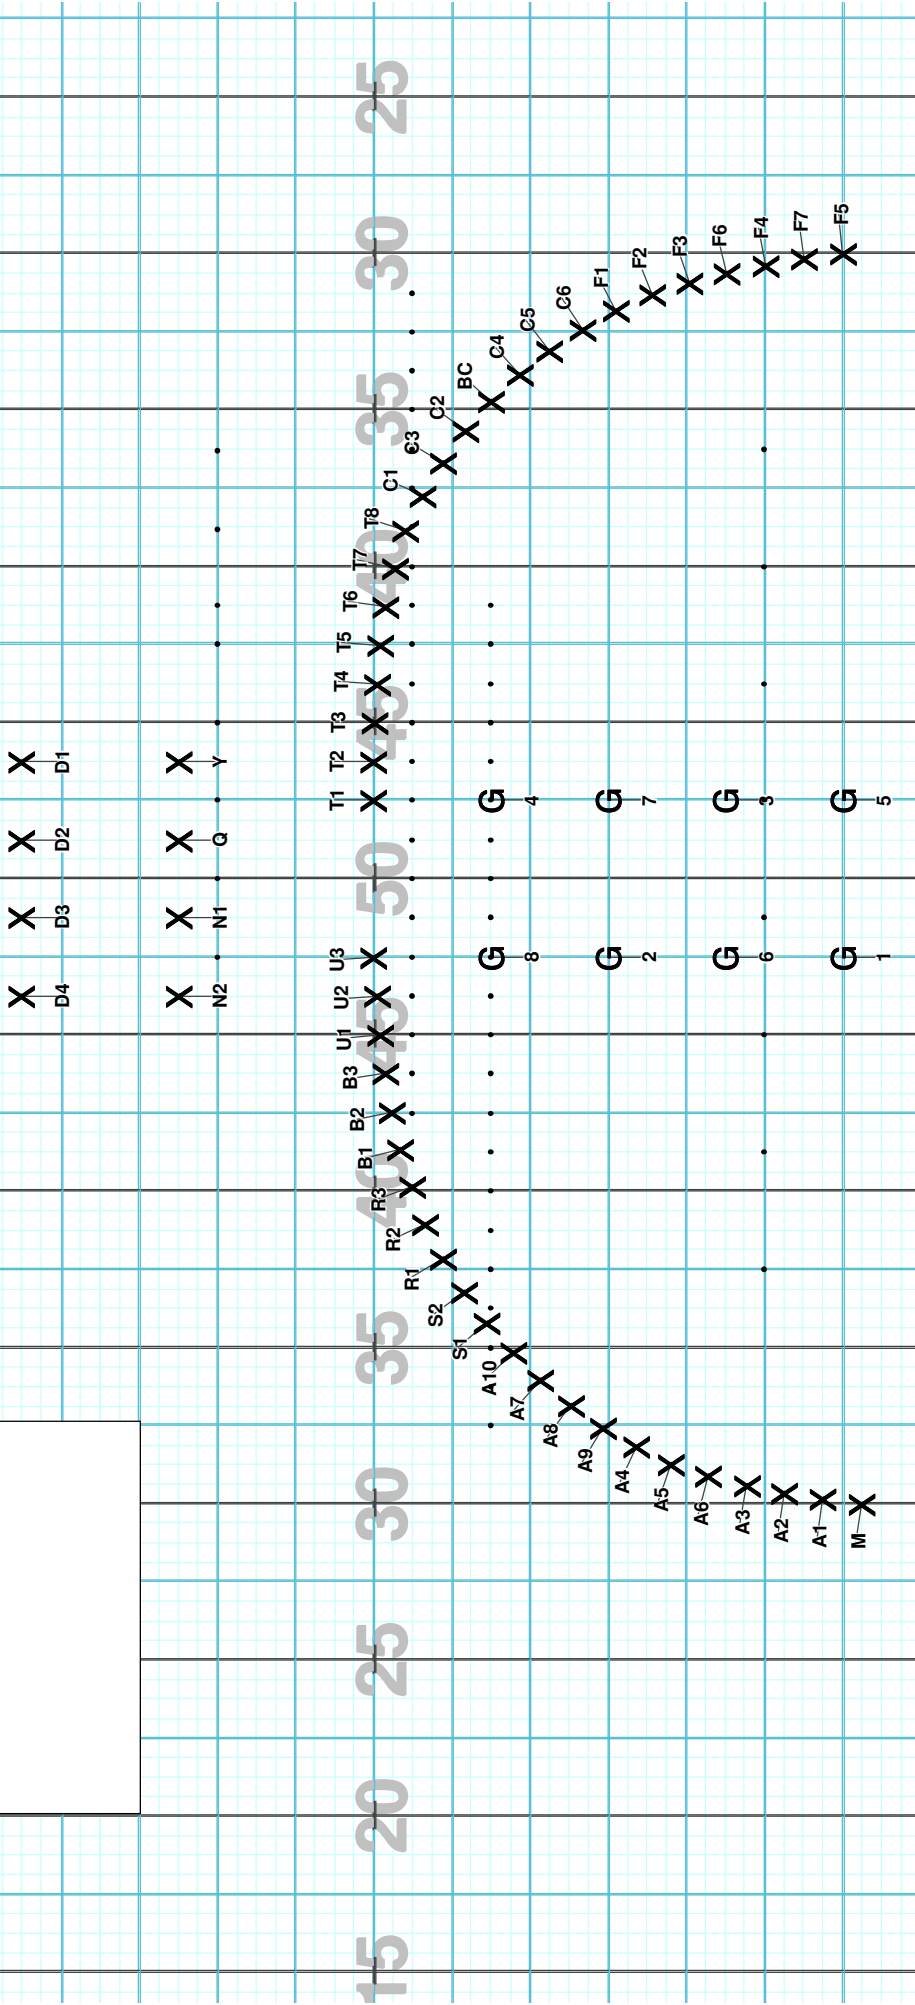 X X X X
D4 D3 D2 D1
X X X X
N2 N1 Q Y
M A1 A2 A3 A6 A5 A4 A9 A8 A7 A10 S1 S2 R1 R2 R3 B1 B2 B3 U1 U2 U3 T1 T2 T3 T4 T5 T6 T7 T8 C1 C3 C2 BC C4 C5 C6 F1 F2 F3 F6 F4 F7 F5
X X X X X X X X X X X X X X X X X X X X X X X X X X X X X X X X X X X X X X X X X X X X
15 20 25 30 35 40 45 50 45 40 35 30 25
G G
8 4
G G
2 7
G G
6 3
G G
1 5